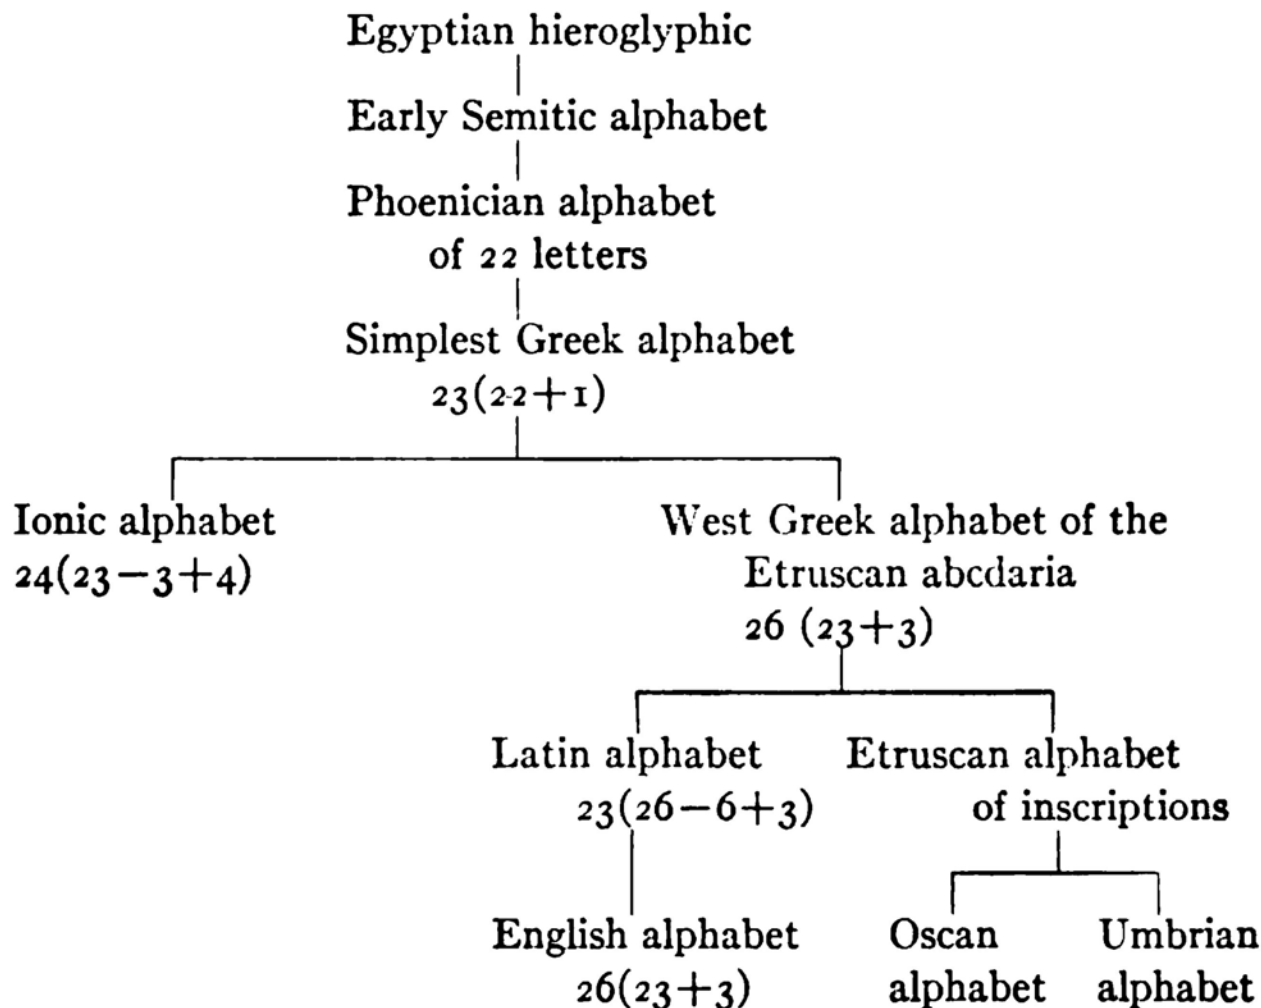 Egyptian hieroglyphic
Early Semitic alphabet
Phoenician alphabet
of 22 letters
Simplest Greek alphabet
23(22+1)
Ionic alphabet
24(23−3+4)
West Greek alphabet of the
Etruscan abcdaria
26 (23+3)
Latin alphabet
23(26−6+3)
Etruscan alphabet
of inscriptions
English alphabet
26(23+3)
Oscan
alphabet
Umbrian
alphabet